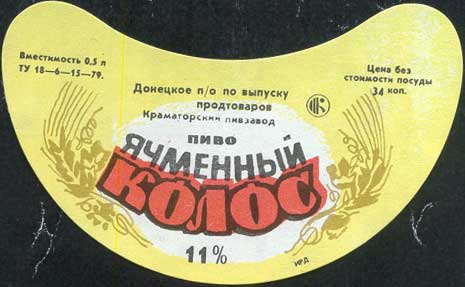 Вместимость 0,5 л
ТУ 18—6—15—79.
Донецкое п/о по выпуску
продтоваров
Краматорский пивзавод
Цена без
стоимости посуды
34 коп.
ПИВО
ЯЧМЕННЫЙ
КОЛОС
11%
ИРД